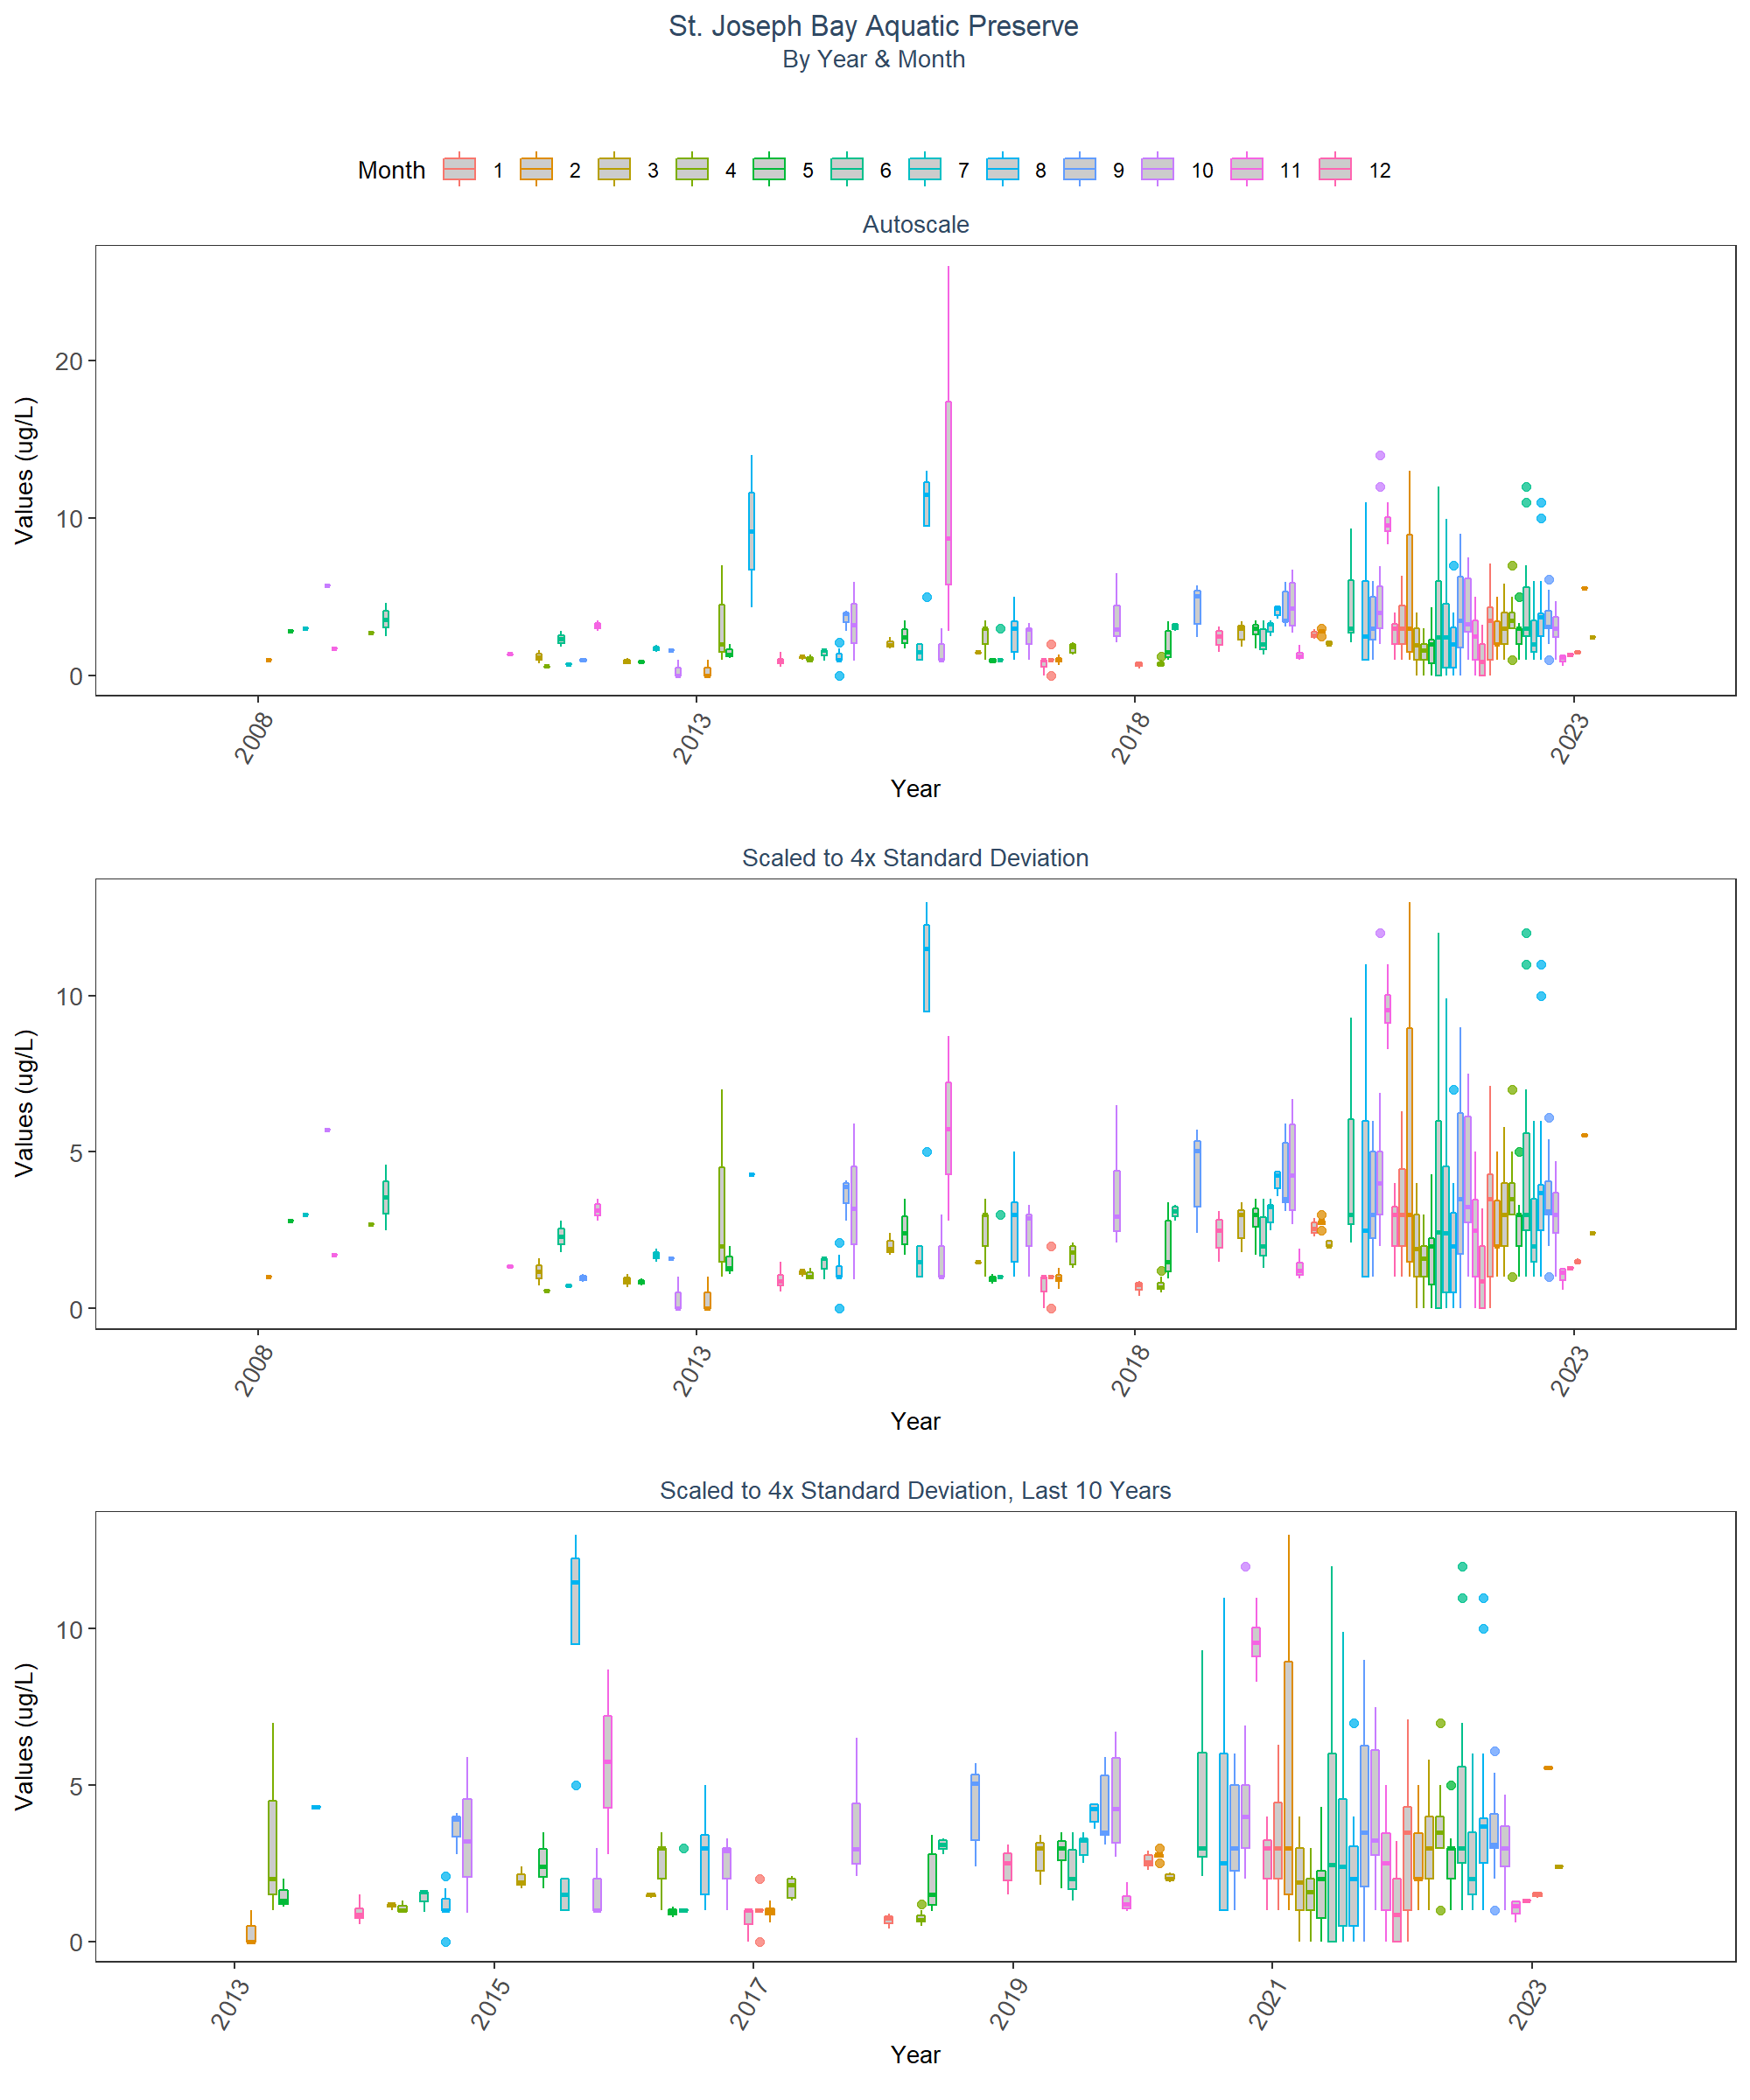 St. Joseph Bay Aquatic Preserve
By Year & Month
Month 1 2 3 4 5 6 7 8 9 10 11 12
Autoscale
Values (ug/L)
20
10
0
2008 2013 2018 2023
Year
Scaled to 4x Standard Deviation
Values (ug/L)
10
5
0
2008 2013 2018 2023
Year
Scaled to 4x Standard Deviation, Last 10 Years
Values (ug/L)
10
5
0
2013 2015 2017 2019 2021 2023
Year